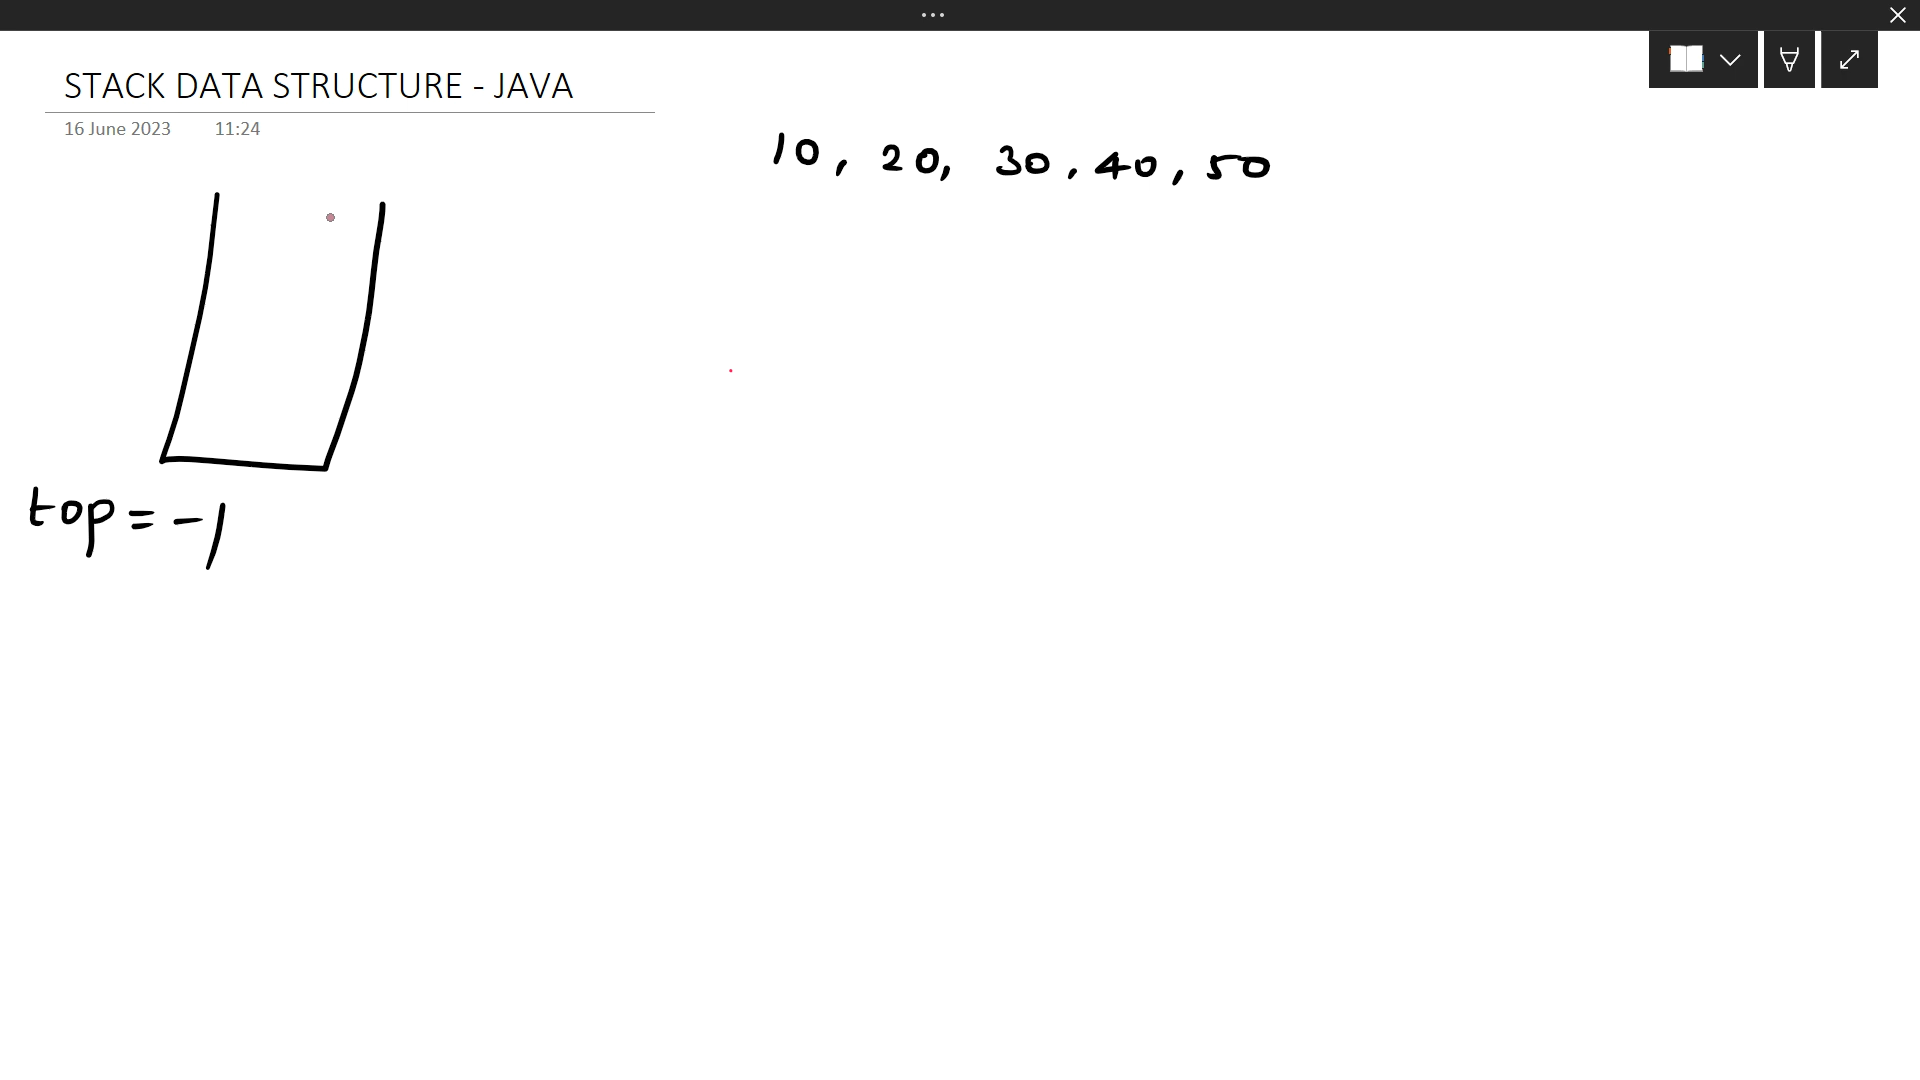 STACK DATA STRUCTURE - JAVA
16 June 2023 11:24
10, 20, 30, 40, 50
top = -1